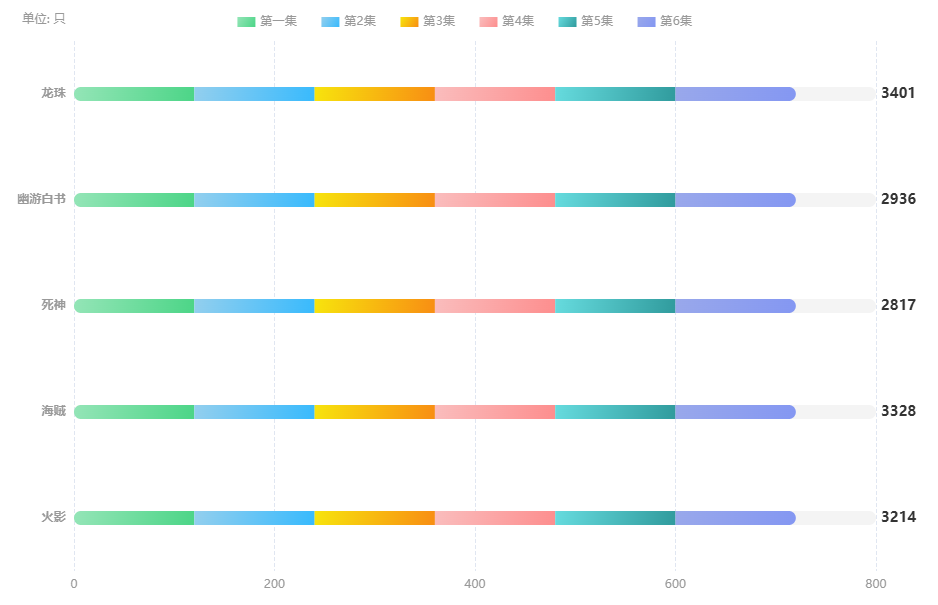 单位: 只
第一集 第2集 第3集 第4集 第5集 第6集
龙珠 3401
幽游白书 2936
死神 2817
海贼 3328
火影 3214
0 200 400 600 800